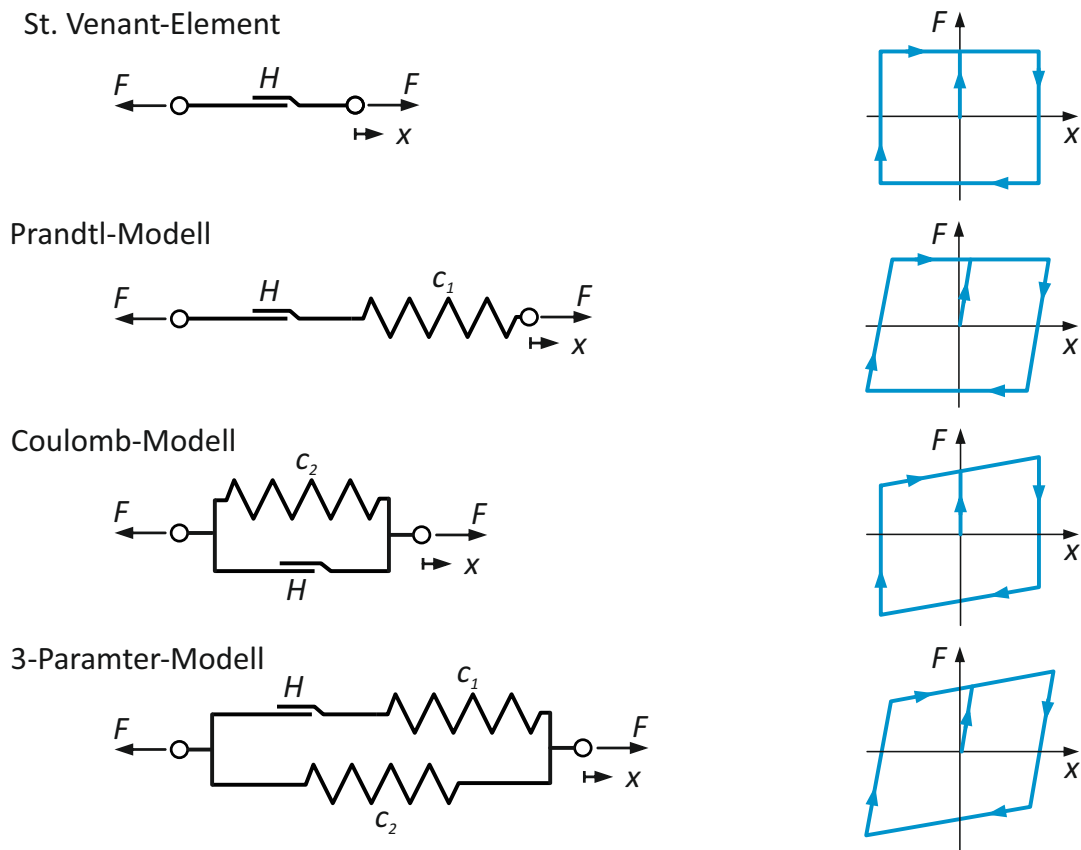 St. Venant-Element
F
H
F
x
F
x
Prandtl-Modell
F
H
c₁
F
x
F
x
Coulomb-Modell
F
c₂
H
F
x
F
x
3-Paramter-Modell
F
H
c₁
c₂
F
x
F
x